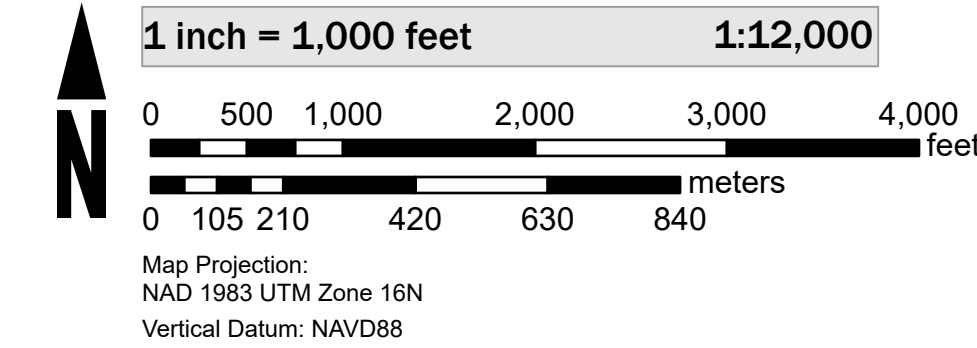 1 inch = 1,000 feet 1:12,000
0 500 1,000 2,000 3,000 4,000
feet
N
meters
0 105 210 420 630 840
Map Projection:
NAD 1983 UTM Zone 16N
Vertical Datum: NAVD88